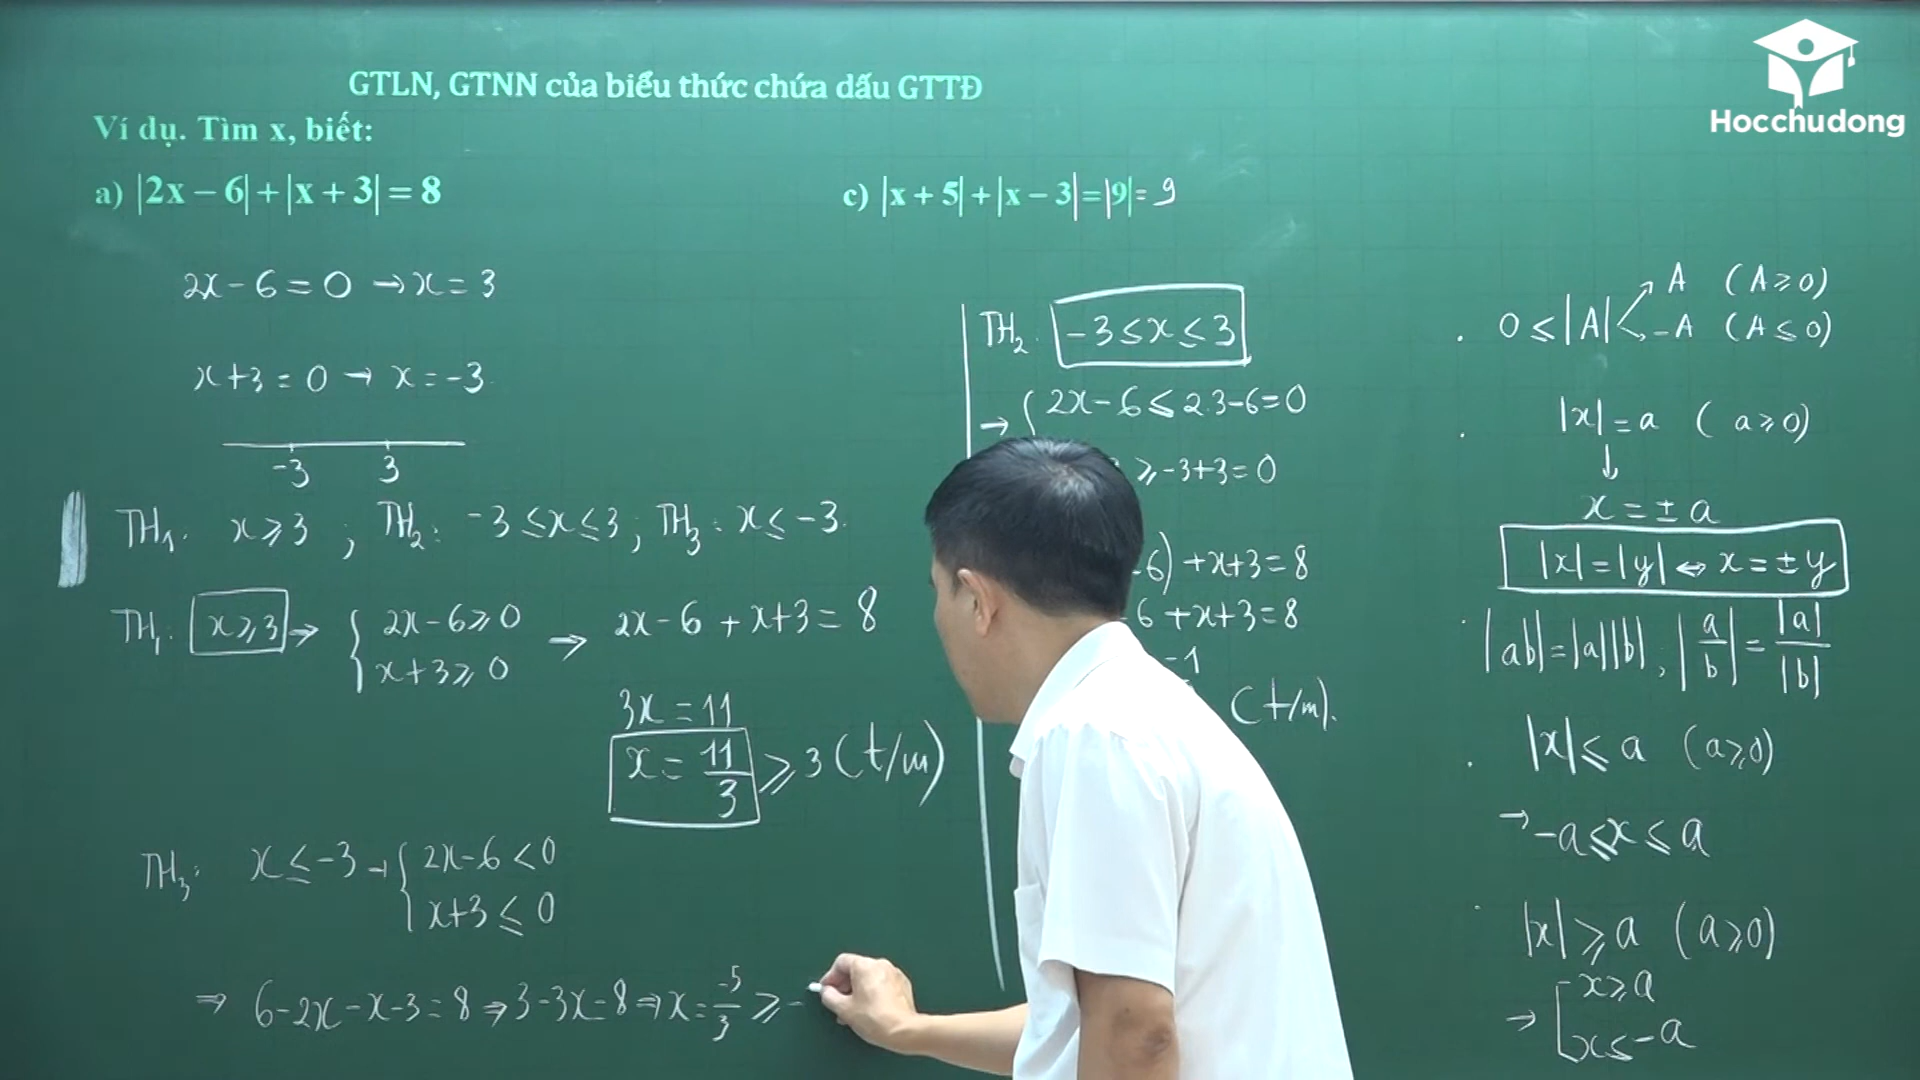 GTLN, GTNN của biểu thức chứa dấu GTTĐ
Hocchudong
Ví dụ. Tìm x, biết:
a) |2x – 6| + |x + 3| = 8
2x - 6 = 0 → x = 3
x + 3 = 0 → x = -3
-3 3
TH1: x ⩾ 3 ; TH2: -3 ≤ x ≤ 3 ; TH3: x ≤ -3.
TH1: x ⩾ 3 → { 2x - 6 ⩾ 0
x + 3 ⩾ 0
→ 2x - 6 + x + 3 = 8
3x = 11
x = 11/3 ⩾ 3 (t/m)
TH3: x ≤ -3 → { 2x - 6 < 0
x + 3 ≤ 0
⇒ 6 - 2x - x - 3 = 8 ⇒ 3 - 3x = 8 ⇒ x = -5/3 ⩾ -
c) |x + 5| + |x – 3| = |9| = 9
TH2: -3 ≤ x ≤ 3
→ { 2x - 6 ≤ 2.3 - 6 = 0
⩾ -3 + 3 = 0
-6) + x + 3 = 8
6 + x + 3 = 8
-1
(t/m).
. 0 ≤ |A| A (A ⩾ 0)
-A (A ≤ 0)
. |x| = a (a ⩾ 0)
↓
x = ± a
|x| = |y| ⇔ x = ± y
. |ab| = |a||b| ; |a/b| = |a|/|b|
. |x| ≤ a (a ⩾ 0)
→ -a ≤ x ≤ a
. |x| ⩾ a (a ⩾ 0)
→ [ x ⩾ a
x ≤ -a